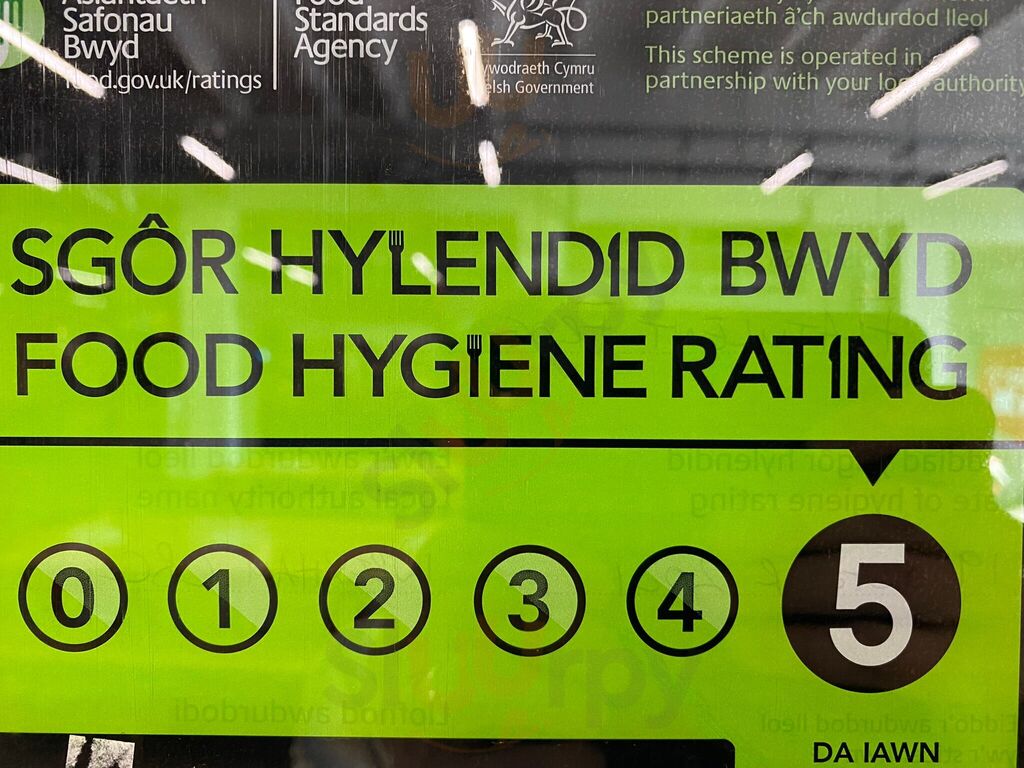 Safonau
Bwyd
food.gov.uk/ratings
Food
Standards
Agency
Llywodraeth Cymru
Welsh Government
partneriaeth â'ch awdurdod lleol
This scheme is operated in
partnership with your local authority
SGÔR HYLENDID BWYD
FOOD HYGIENE RATING
0 1 2 3 4 5
DA IAWN
Sluurpy